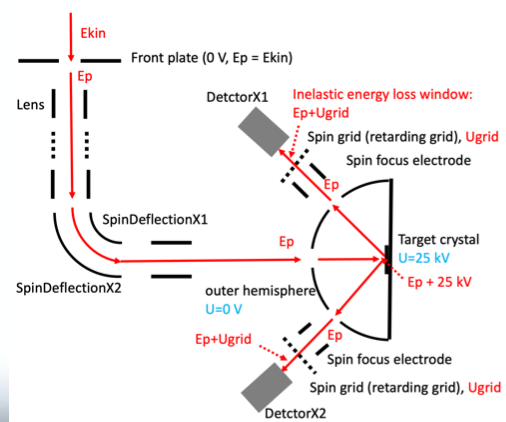 Ekin
Front plate (0 V, Ep = Ekin)
Ep
Lens
DetctorX1
Inelastic energy loss window:
Ep+Ugrid
Spin grid (retarding grid), Ugrid
Spin focus electrode
Ep
SpinDeflectionX1
Ep
Target crystal
U=25 kV
Ep + 25 kV
SpinDeflectionX2
outer hemisphere
U=0 V
Ep+Ugrid
Ep
Spin focus electrode
Spin grid (retarding grid), Ugrid
DetctorX2